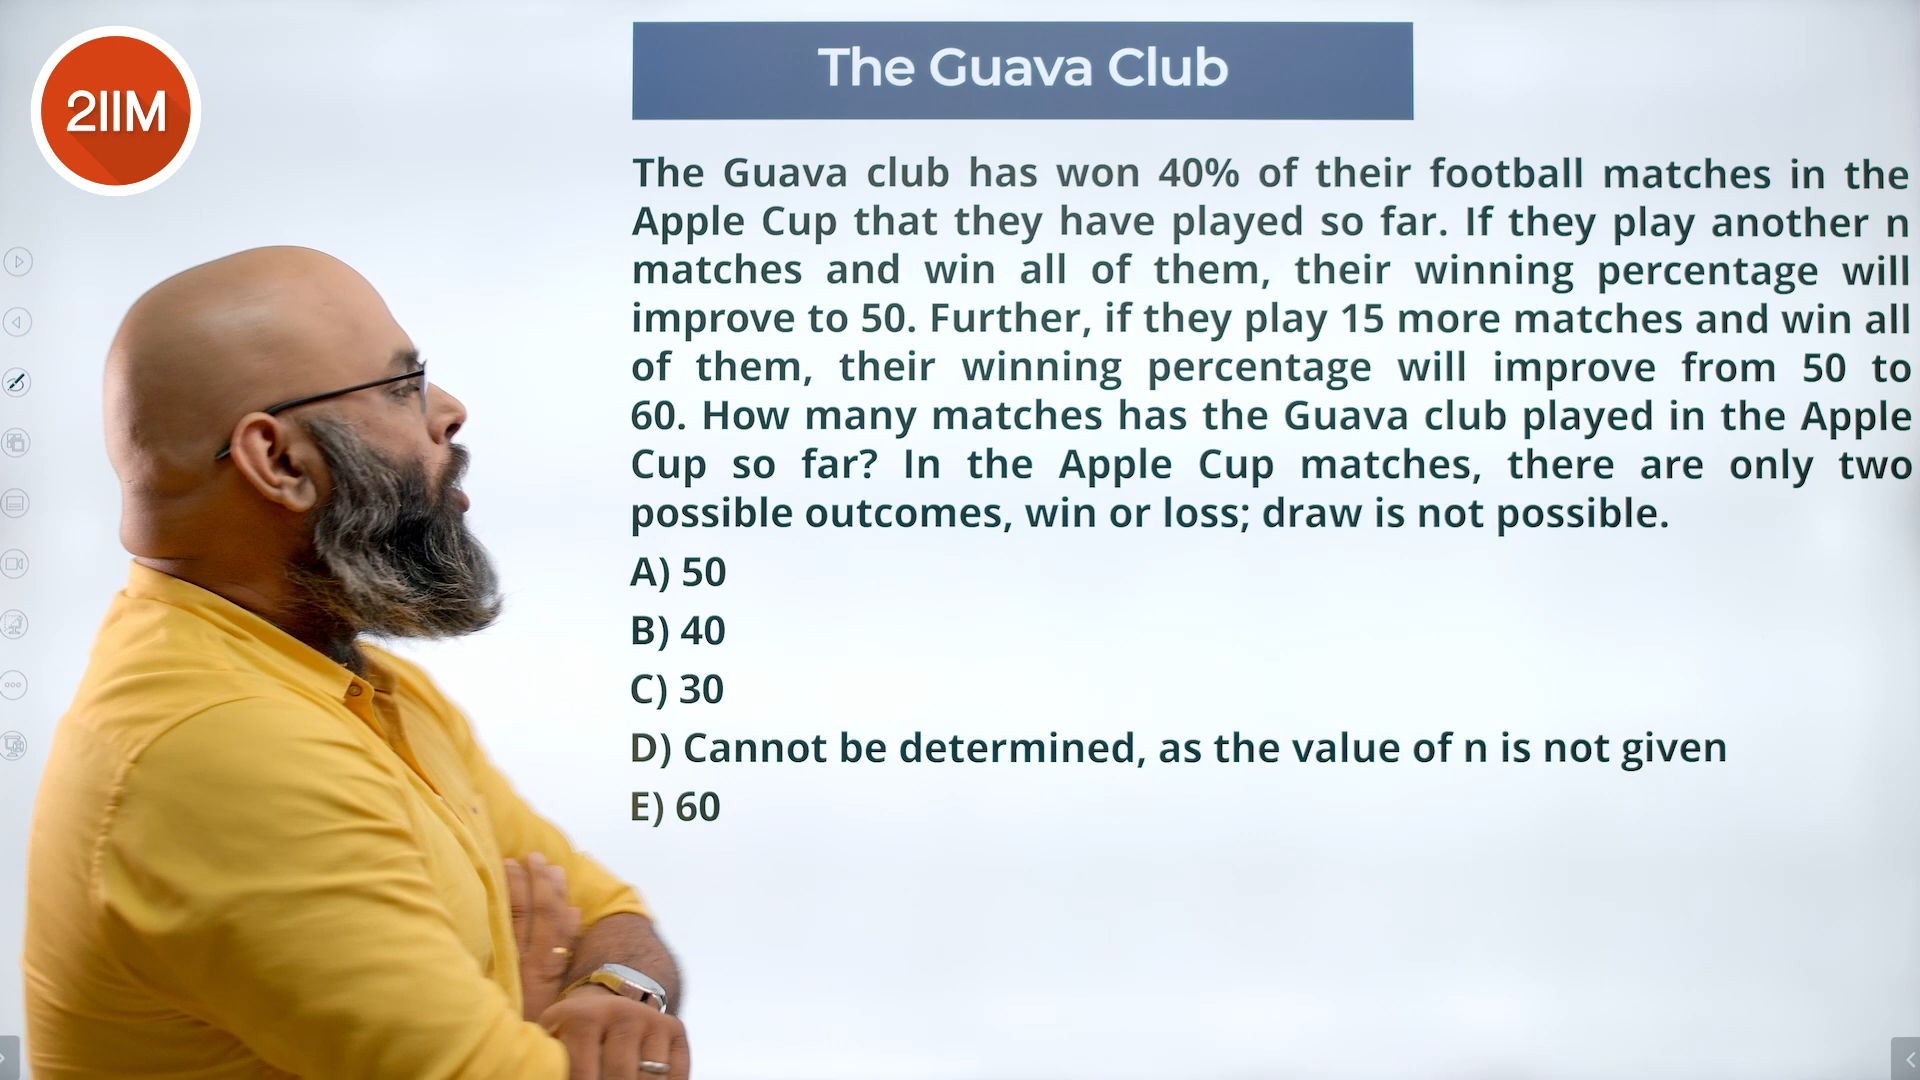 2IIM
The Guava Club
The Guava club has won 40% of their football matches in the
Apple Cup that they have played so far. If they play another n
matches and win all of them, their winning percentage will
improve to 50. Further, if they play 15 more matches and win all
of them, their winning percentage will improve from 50 to
60. How many matches has the Guava club played in the Apple
Cup so far? In the Apple Cup matches, there are only two
possible outcomes, win or loss; draw is not possible.
A) 50
B) 40
C) 30
D) Cannot be determined, as the value of n is not given
E) 60